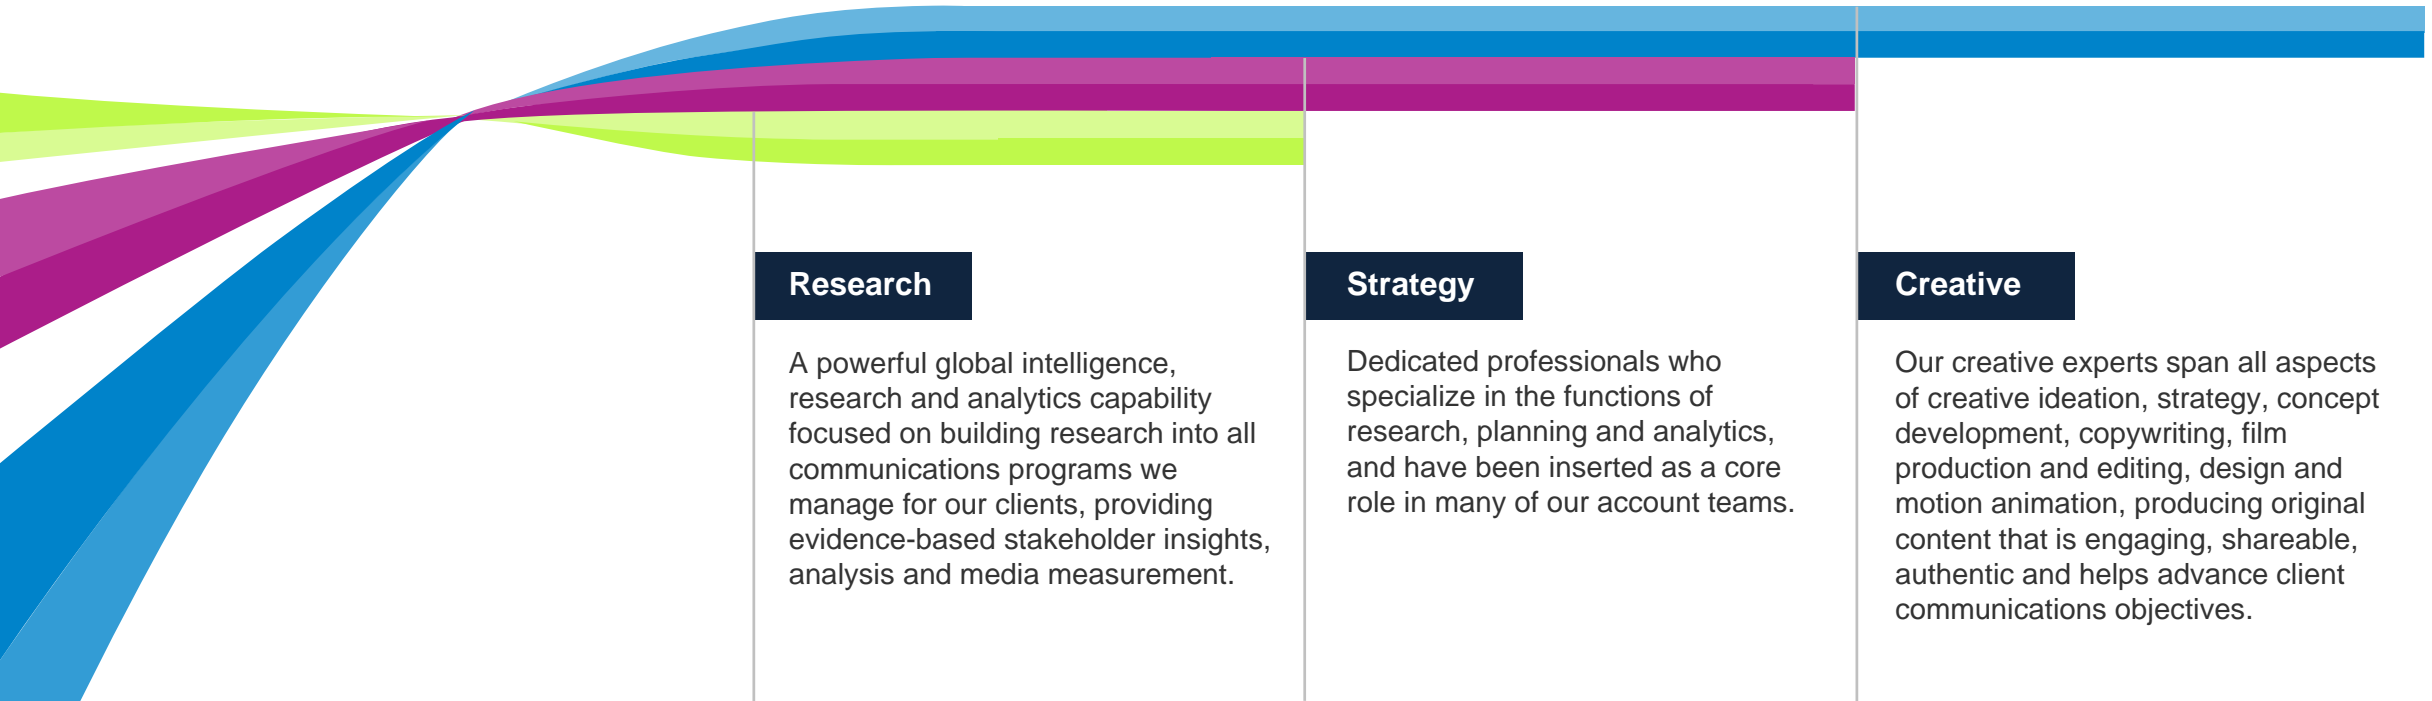 Research
A powerful global intelligence,
research and analytics capability
focused on building research into all
communications programs we
manage for our clients, providing
evidence-based stakeholder insights,
analysis and media measurement.
Strategy
Dedicated professionals who
specialize in the functions of
research, planning and analytics,
and have been inserted as a core
role in many of our account teams.
Creative
Our creative experts span all aspects
of creative ideation, strategy, concept
development, copywriting, film
production and editing, design and
motion animation, producing original
content that is engaging, shareable,
authentic and helps advance client
communications objectives.